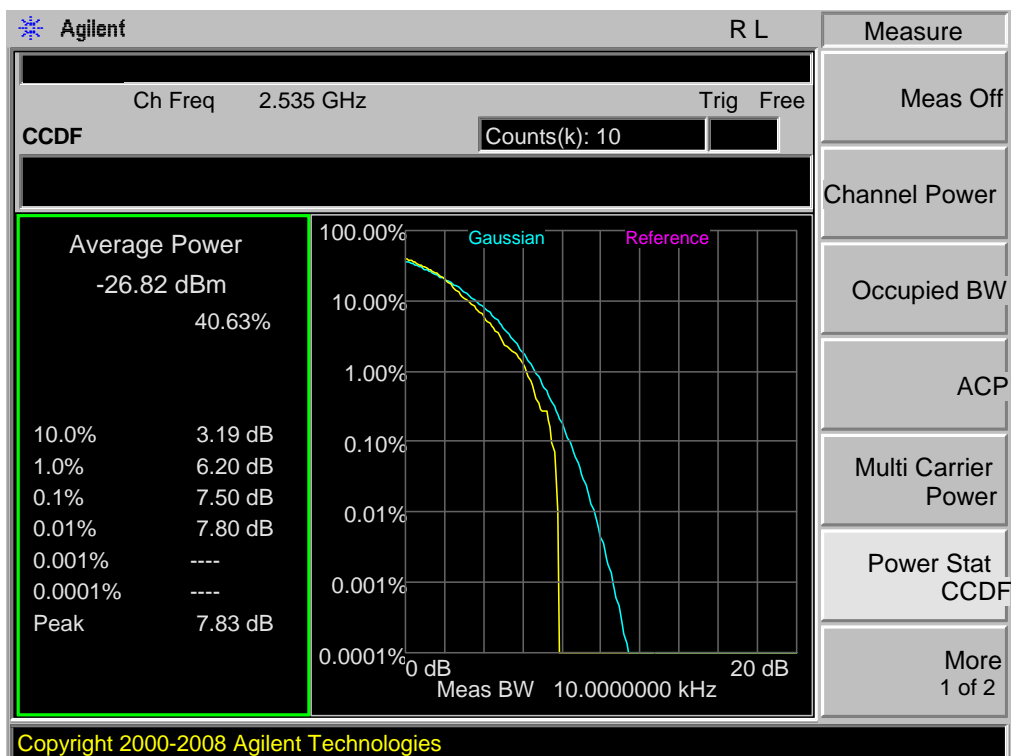 Agilent R L
Ch Freq 2.535 GHz Trig Free
CCDF Counts(k): 10
Average Power
-26.82 dBm
40.63%
10.0% 3.19 dB
1.0% 6.20 dB
0.1% 7.50 dB
0.01% 7.80 dB
0.001% ----
0.0001% ----
Peak 7.83 dB
Gaussian Reference
100.00%
10.00%
1.00%
0.10%
0.01%
0.001%
0.0001%
0 dB 20 dB
Meas BW 10.0000000 kHz
Measure
Meas Off
Channel Power
Occupied BW
ACP
Multi Carrier
Power
Power Stat
CCDF
More
1 of 2
Copyright 2000-2008 Agilent Technologies